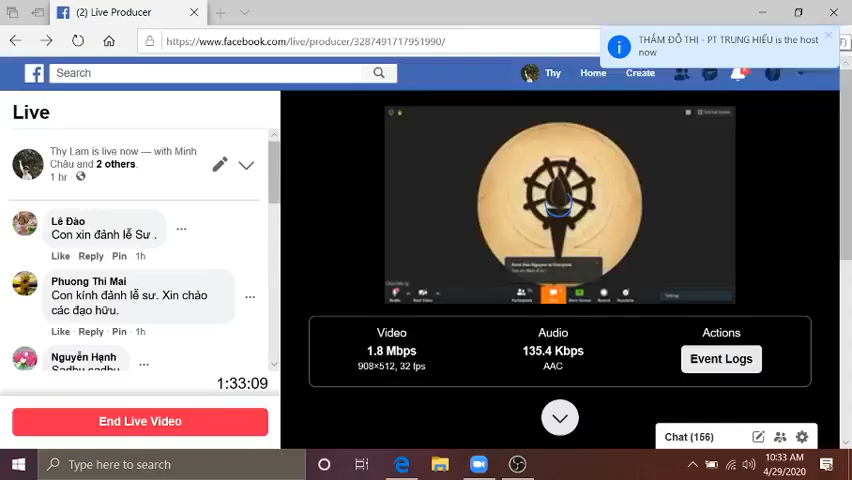 (2) Live Producer
https://www.facebook.com/live/producer/3287491717951990/
THẮM ĐỖ THỊ - PT TRUNG HIẾU is the host
now
Search
Thy
Home
Create
Live
Thy Lam is live now — with Minh
Châu and 2 others.
1 hr
Lê Đào
Con xin đảnh lễ Sư .
Like Reply Pin 1h
Phuong Thi Mai
Con kính đảnh lễ sư. Xin chào
các đạo hữu.
Like Reply Pin 1h
Nguyễn Hạnh
Sadhu sadhu
1:33:09
End Live Video
Video
1.8 Mbps
908×512, 32 fps
Audio
135.4 Kbps
AAC
Actions
Event Logs
Chat (156)
Type here to search
10:33 AM
4/29/2020